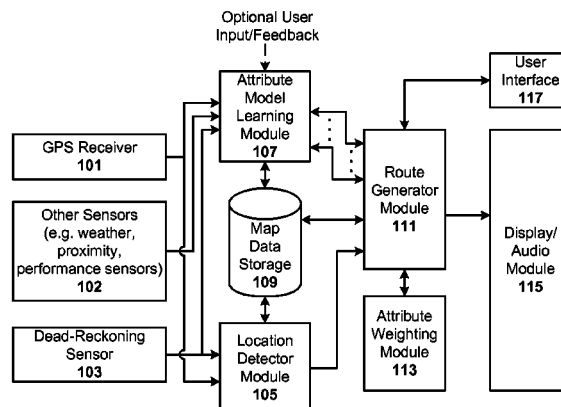 Optional User
Input/Feedback
Attribute
Model
Learning
Module
107
GPS Receiver
101
Other Sensors
(e.g. weather,
proximity,
performance sensors)
102
Dead-Reckoning
Sensor
103
Map
Data
Storage
109
Location
Detector
Module
105
Route
Generator
Module
111
Attribute
Weighting
Module
113
User
Interface
117
Display/
Audio
Module
115